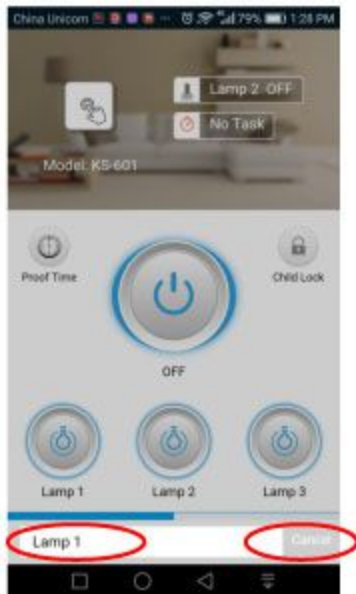 China Unicom 79% 1:28 PM
Lamp 2 OFF
No Task
Model: KS-601
Proof Time
Child Lock
OFF
Lamp 1 Lamp 2 Lamp 3
Lamp 1 Cancel